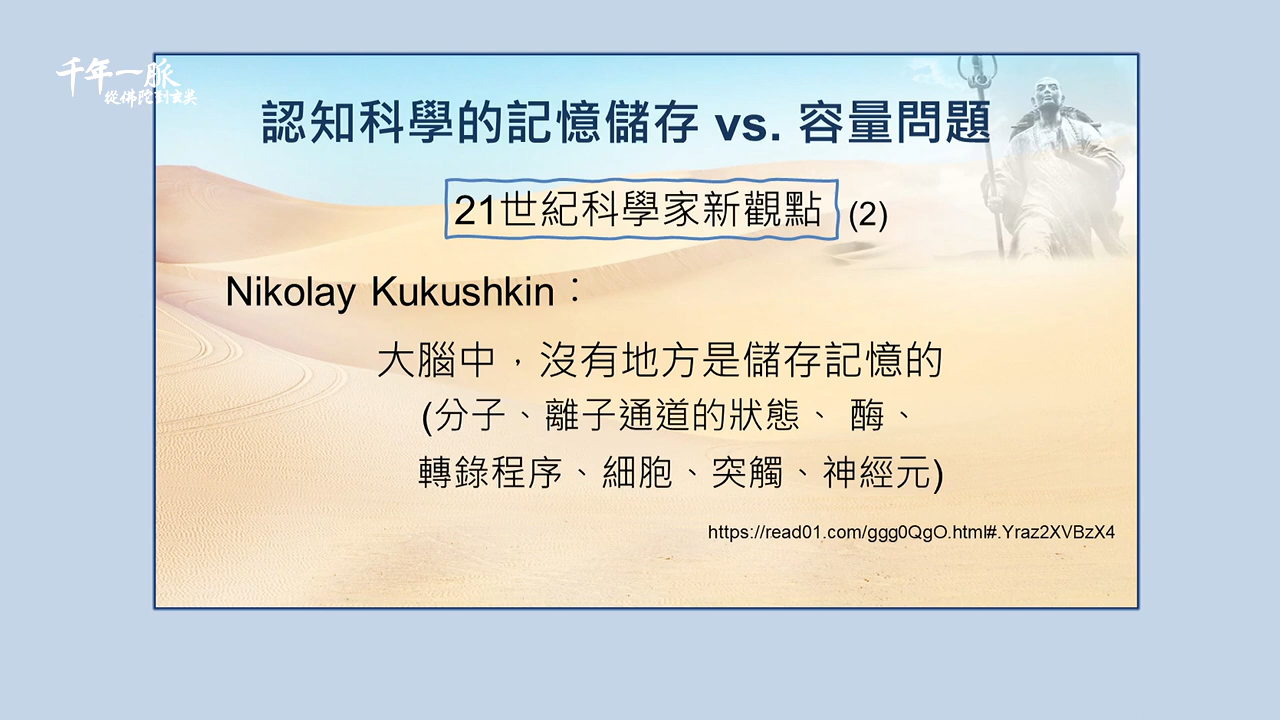 千年一脈
從佛陀到玄奘
認知科學的記憶儲存 vs. 容量問題
21世紀科學家新觀點 (2)
Nikolay Kukushkin：
大腦中，沒有地方是儲存記憶的
(分子、離子通道的狀態、 酶、
轉錄程序、細胞、突觸、神經元)
https://read01.com/ggg0QgO.html#.Yraz2XVBzX4